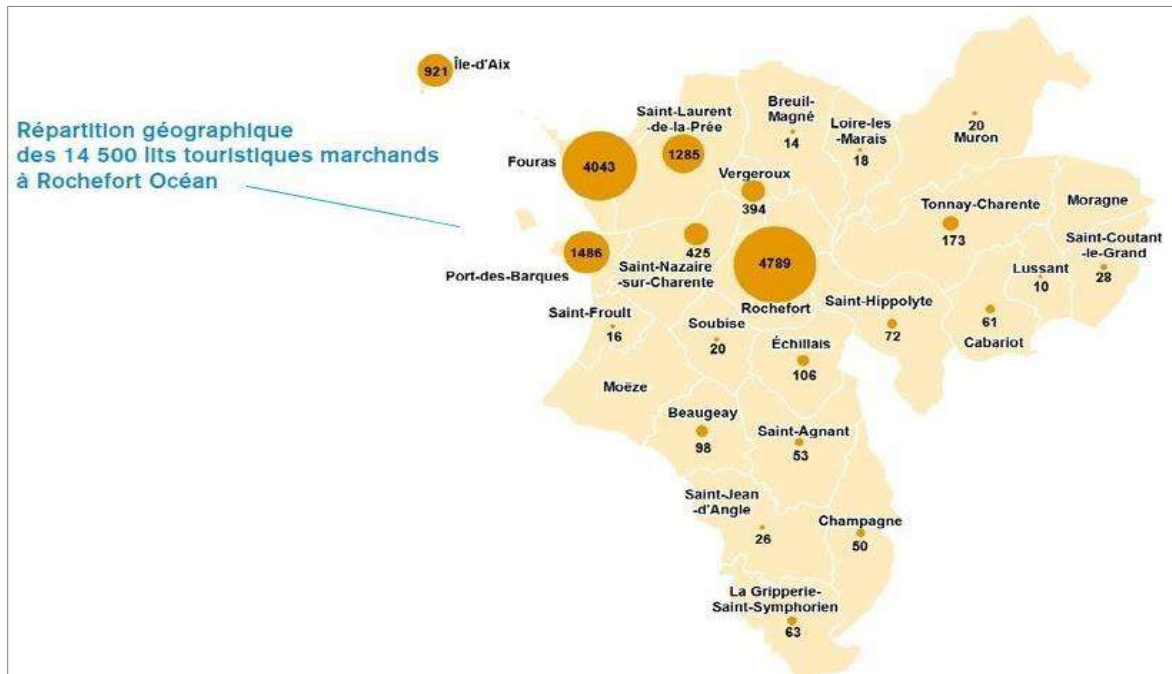 921
Île-d'Aix
Répartition géographique
des 14 500 lits touristiques marchands
à Rochefort Océan
Saint-Laurent
-de-la-Prée
1285
Breuil-
Magné
14
Loire-les
-Marais
18
20
Muron
Fouras
4043
Vergeroux
394
Tonnay-Charente
173
Moragne
Saint-Coutant
-le-Grand
28
Lussant
10
1486
Port-des-Barques
425
Saint-Nazaire
-sur-Charente
4789
Rochefort
Saint-Hippolyte
72
61
Cabariot
Saint-Froult
16
Soubise
20
Échillais
106
Moëze
Beaugeay
98
Saint-Agnant
53
Saint-Jean
-d'Angle
26
Champagne
50
La Gripperie-
Saint-Symphorien
63